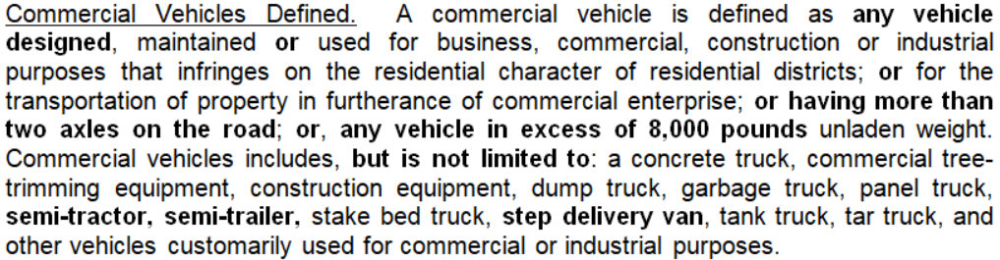 Commercial Vehicles Defined. A commercial vehicle is defined as any vehicle
designed, maintained or used for business, commercial, construction or industrial
purposes that infringes on the residential character of residential districts; or for the
transportation of property in furtherance of commercial enterprise; or having more than
two axles on the road; or, any vehicle in excess of 8,000 pounds unladen weight.
Commercial vehicles includes, but is not limited to: a concrete truck, commercial tree-
trimming equipment, construction equipment, dump truck, garbage truck, panel truck,
semi-tractor, semi-trailer, stake bed truck, step delivery van, tank truck, tar truck, and
other vehicles customarily used for commercial or industrial purposes.